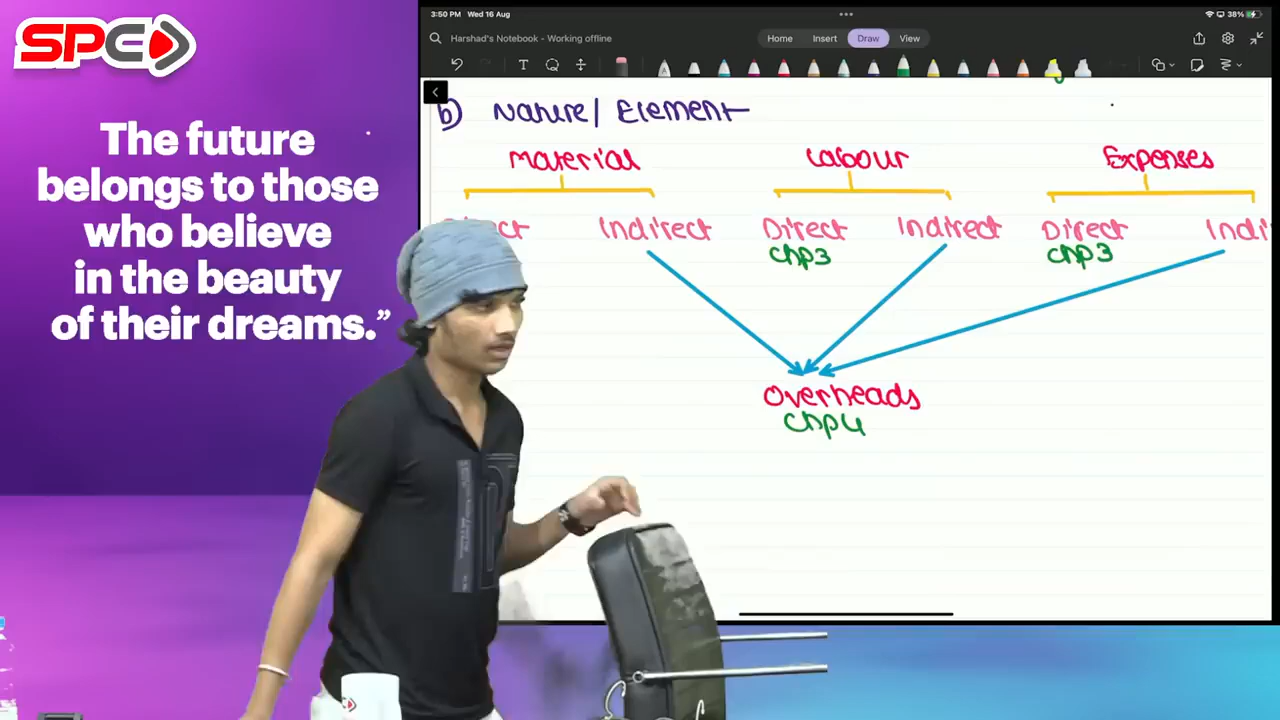 SPC
The future
belongs to those
who believe
in the beauty
of their dreams.”
3:50 PM Wed 16 Aug
38%
Harshad's Notebook - Working offline
Home Insert Draw View
b) Nature/ Element
Material Labour Expenses
Indirect Direct Indirect Direct
Chp3 Chp3
Overheads
Chp4